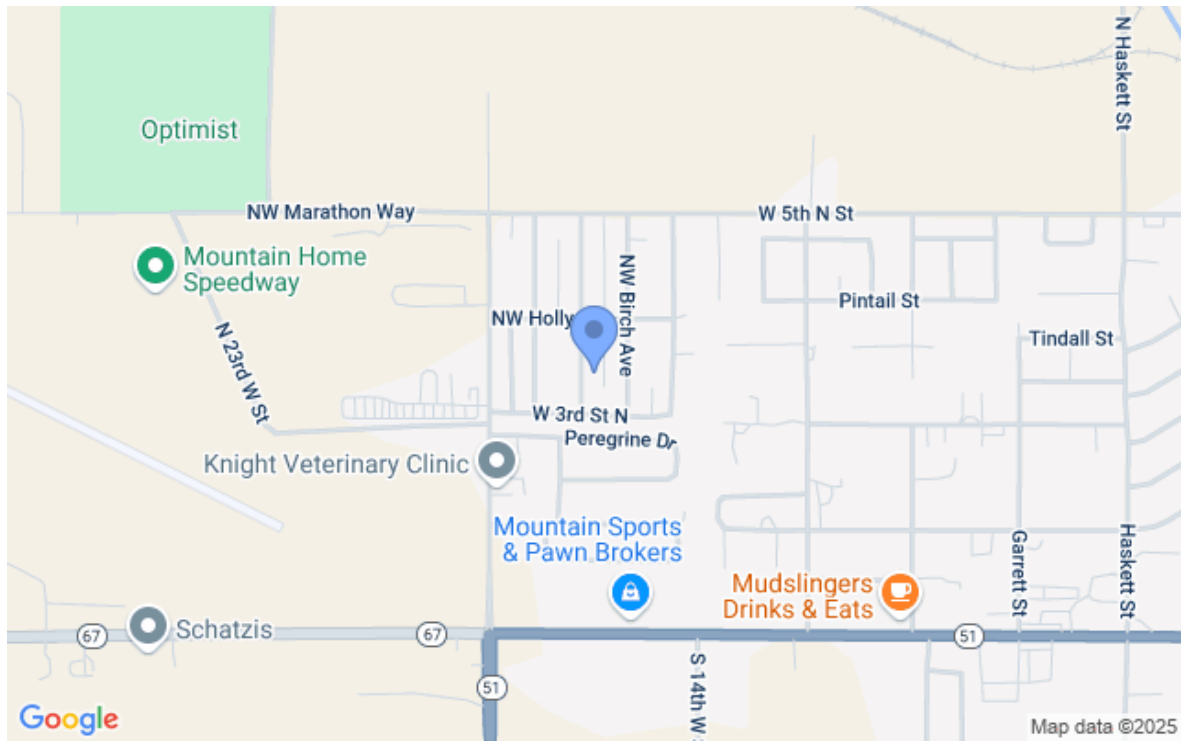 N Haskett St
Optimist
NW Marathon Way
W 5th N St
Mountain Home
Speedway
NW Birch Ave
Pintail St
NW Holly
Tindall St
N 23rd W St
W 3rd St N
Peregrine Dr
Knight Veterinary Clinic
Mountain Sports
& Pawn Brokers
Garrett St
Haskett St
Mudslingers
Drinks & Eats
67
Schatzis
67
51
51
S 14th W
Google
Map data ©2025